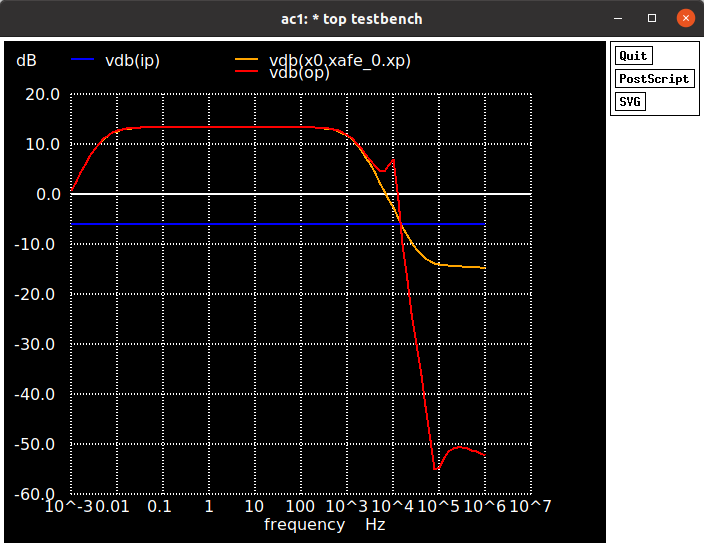 ac1: * top testbench
Quit
PostScript
SVG
dB
vdb(ip)
vdb(x0.xafe_0.xp)
vdb(op)
20.0
10.0
0.0
-10.0
-20.0
-30.0
-40.0
-50.0
-60.0
10^-3 0.01 0.1 1 10 100 10^3 10^4 10^5 10^6 10^7
frequency Hz